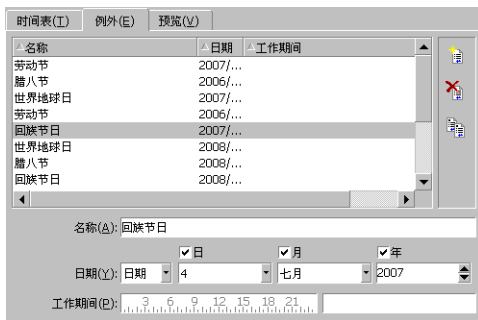 时间表(T) 例外(E) 预览(V)
名称 日期 工作期间
劳动节 2007/...
腊八节 2006/...
世界地球日 2007/...
劳动节 2006/...
回族节日 2007/...
世界地球日 2008/...
腊八节 2008/...
回族节日 2008/...
名称(A): 回族节日
日 月 年
日期(Y): 日期 4 七月 2007
工作期间(P): 3 6 9 12 15 18 21